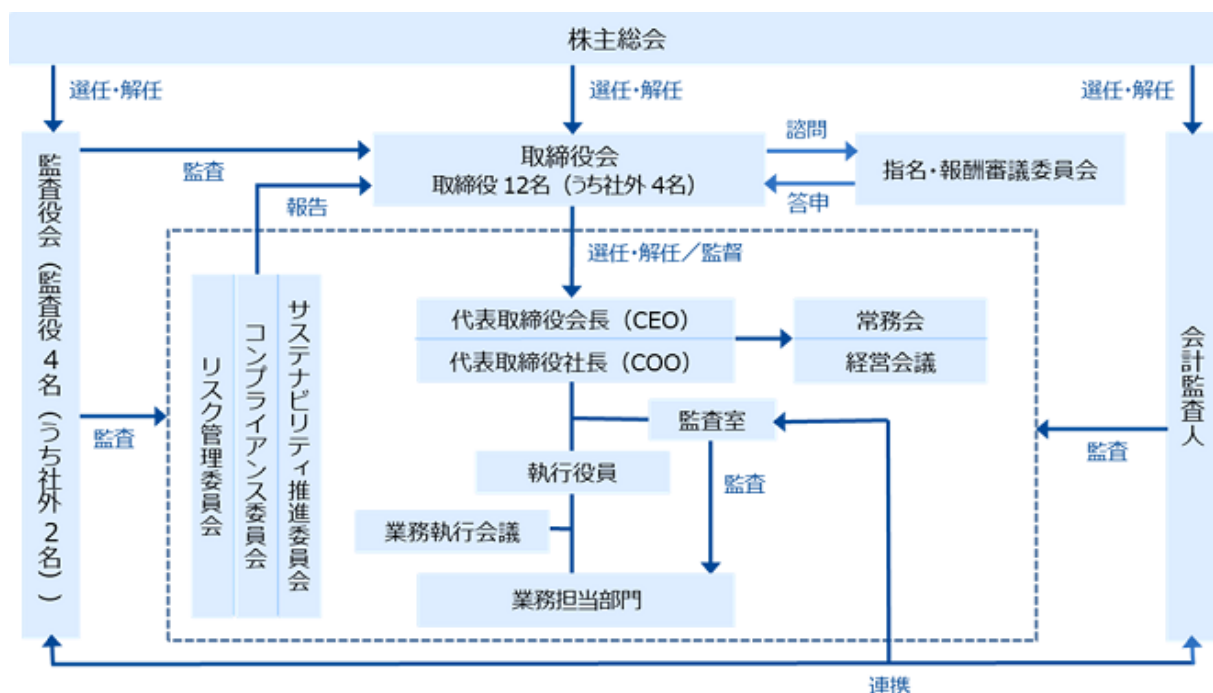 株主総会
選任・解任
選任・解任
選任・解任
監査役会（監査役 4名（うち社外 2名））
監査
取締役会
取締役 12名（うち社外 4名）
諮問
答申
指名・報酬審議委員会
会計監査人
報告
選任・解任／監督
リスク管理委員会
コンプライアンス委員会
サステナビリティ推進委員会
代表取締役会長（CEO）
代表取締役社長（COO）
常務会
経営会議
監査
監査室
監査
執行役員
監査
業務執行会議
業務担当部門
連携